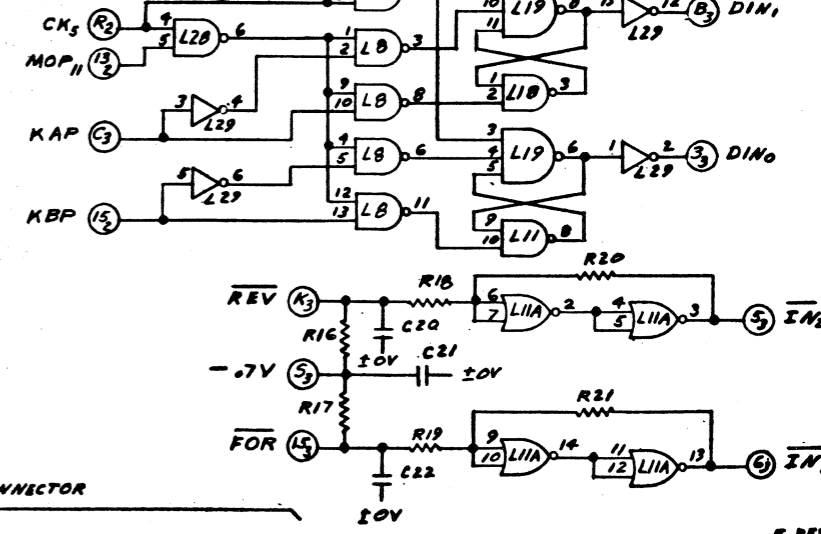 10 L19 8 13 12 B3 DIN1
11 L29
CK5 R2 4 L28 6 1 L8 3
MOP11 13 2 5 2
1 L18 3
2
9 L8 8
10
3 L29 4
KAP C3
4 L8 6
5
3 L19 6 1 L29 2 3 3 DIN0
4
5
5 L29 6
KBP 15 2
12 L8 11
13
9 L11 8
10
R20
REV K3 R18 6 L11A 2 4 L11A 3
7 5
R16 C20
±0V
-.7V S3 C21 ±0V
R17
R21
FOR 15 3 R19 9 L11A 14 11 L11A 13 IN
10 12
C22
±0V
NNECTOR